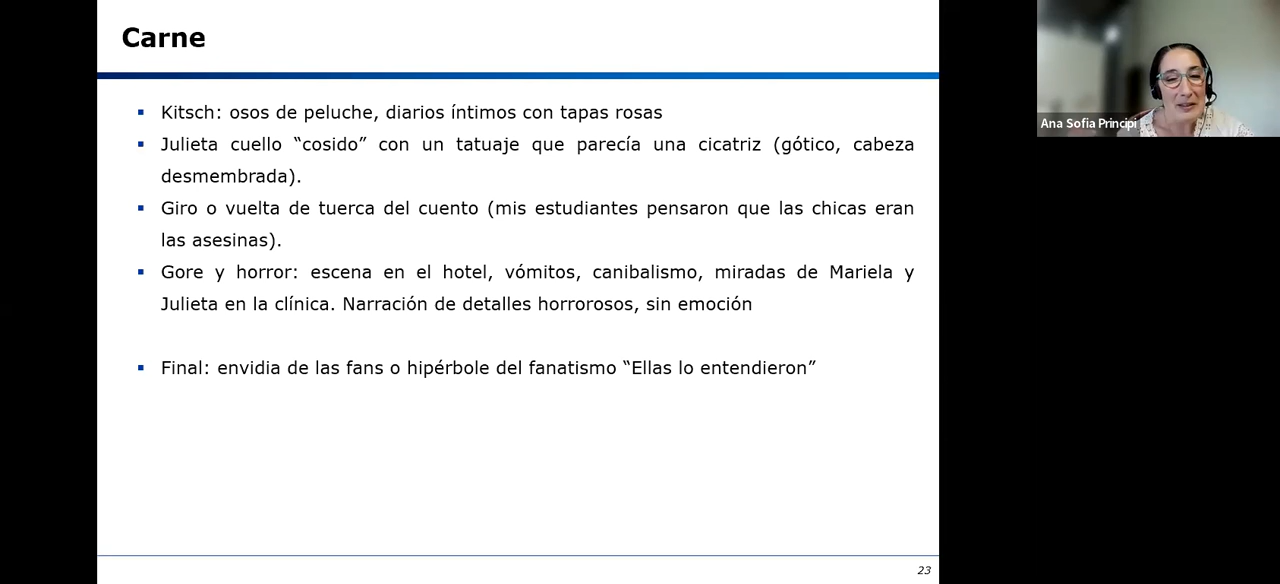 Carne
▪ Kitsch: osos de peluche, diarios íntimos con tapas rosas
▪ Julieta cuello “cosido” con un tatuaje que parecía una cicatriz (gótico, cabeza
desmembrada).
▪ Giro o vuelta de tuerca del cuento (mis estudiantes pensaron que las chicas eran
las asesinas).
▪ Gore y horror: escena en el hotel, vómitos, canibalismo, miradas de Mariela y
Julieta en la clínica. Narración de detalles horrorosos, sin emoción
▪ Final: envidia de las fans o hipérbole del fanatismo “Ellas lo entendieron”
23
Ana Sofía Principi